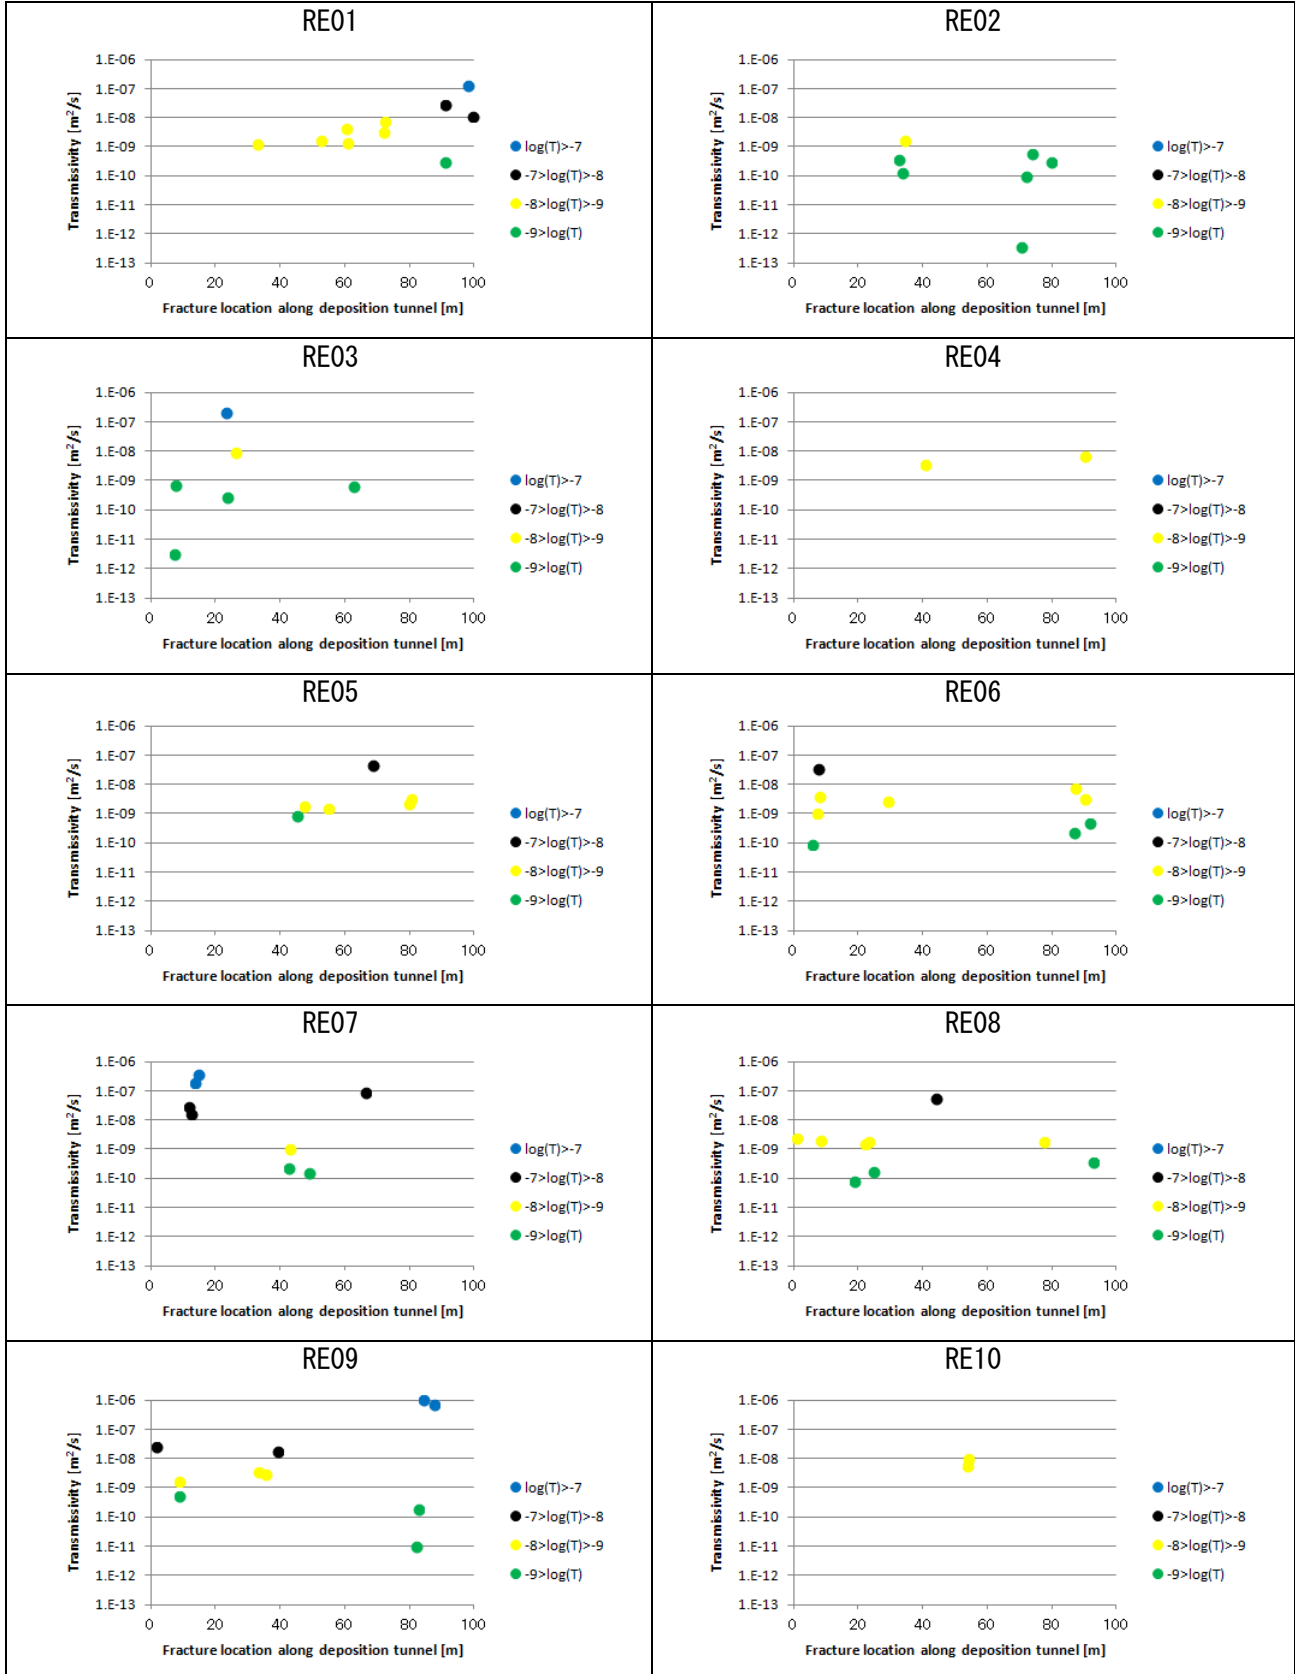 RE01
Transmissivity [m²/s]
1.E-06
1.E-07
1.E-08
1.E-09
1.E-10
1.E-11
1.E-12
1.E-13
0 20 40 60 80 100
Fracture location along deposition tunnel [m]
log(T)>-7
-7>log(T)>-8
-8>log(T)>-9
-9>log(T)
RE02
Transmissivity [m²/s]
1.E-06
1.E-07
1.E-08
1.E-09
1.E-10
1.E-11
1.E-12
1.E-13
0 20 40 60 80 100
Fracture location along deposition tunnel [m]
log(T)>-7
-7>log(T)>-8
-8>log(T)>-9
-9>log(T)
RE03
Transmissivity [m²/s]
1.E-06
1.E-07
1.E-08
1.E-09
1.E-10
1.E-11
1.E-12
1.E-13
0 20 40 60 80 100
Fracture location along deposition tunnel [m]
log(T)>-7
-7>log(T)>-8
-8>log(T)>-9
-9>log(T)
RE04
Transmissivity [m²/s]
1.E-06
1.E-07
1.E-08
1.E-09
1.E-10
1.E-11
1.E-12
1.E-13
0 20 40 60 80 100
Fracture location along deposition tunnel [m]
log(T)>-7
-7>log(T)>-8
-8>log(T)>-9
-9>log(T)
RE05
Transmissivity [m²/s]
1.E-06
1.E-07
1.E-08
1.E-09
1.E-10
1.E-11
1.E-12
1.E-13
0 20 40 60 80 100
Fracture location along deposition tunnel [m]
log(T)>-7
-7>log(T)>-8
-8>log(T)>-9
-9>log(T)
RE06
Transmissivity [m²/s]
1.E-06
1.E-07
1.E-08
1.E-09
1.E-10
1.E-11
1.E-12
1.E-13
0 20 40 60 80 100
Fracture location along deposition tunnel [m]
log(T)>-7
-7>log(T)>-8
-8>log(T)>-9
-9>log(T)
RE07
Transmissivity [m²/s]
1.E-06
1.E-07
1.E-08
1.E-09
1.E-10
1.E-11
1.E-12
1.E-13
0 20 40 60 80 100
Fracture location along deposition tunnel [m]
log(T)>-7
-7>log(T)>-8
-8>log(T)>-9
-9>log(T)
RE08
Transmissivity [m²/s]
1.E-06
1.E-07
1.E-08
1.E-09
1.E-10
1.E-11
1.E-12
1.E-13
0 20 40 60 80 100
Fracture location along deposition tunnel [m]
log(T)>-7
-7>log(T)>-8
-8>log(T)>-9
-9>log(T)
RE09
Transmissivity [m²/s]
1.E-06
1.E-07
1.E-08
1.E-09
1.E-10
1.E-11
1.E-12
1.E-13
0 20 40 60 80 100
Fracture location along deposition tunnel [m]
log(T)>-7
-7>log(T)>-8
-8>log(T)>-9
-9>log(T)
RE10
Transmissivity [m²/s]
1.E-06
1.E-07
1.E-08
1.E-09
1.E-10
1.E-11
1.E-12
1.E-13
0 20 40 60 80 100
Fracture location along deposition tunnel [m]
log(T)>-7
-7>log(T)>-8
-8>log(T)>-9
-9>log(T)